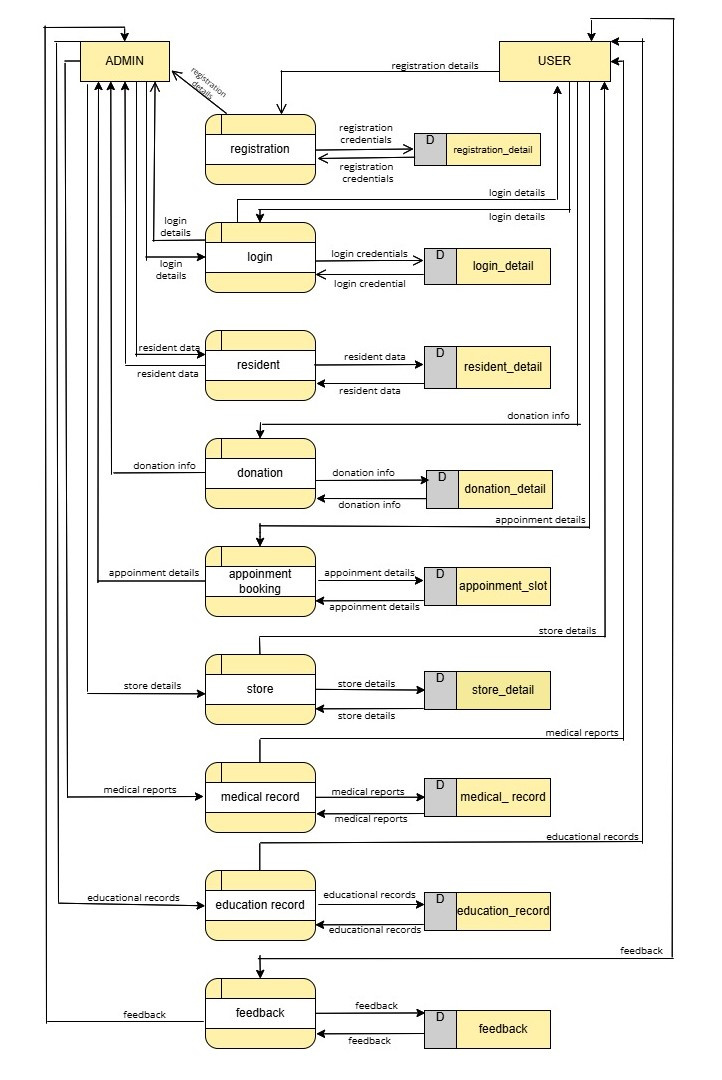 ADMIN
USER
registration details
registration
details
registration
registration
credentials
D
registration_detail
registration
credentials
login details
login details
login
details
login
login credentials
D
login_detail
login
details
login credential
resident data
resident data
resident
resident data
D
resident_detail
resident data
donation info
donation info
donation
donation info
D
donation_detail
donation info
appoinment details
appoinment details
appoinment
booking
appoinment details
D
appoinment_slot
appoinment details
store details
store details
store
store details
D
store_detail
store details
medical reports
medical reports
medical record
medical reports
D
medical_ record
medical reports
educational records
educational records
education record
educational records
D
education_record
educational records
feedback
feedback
feedback
feedback
D
feedback
feedback